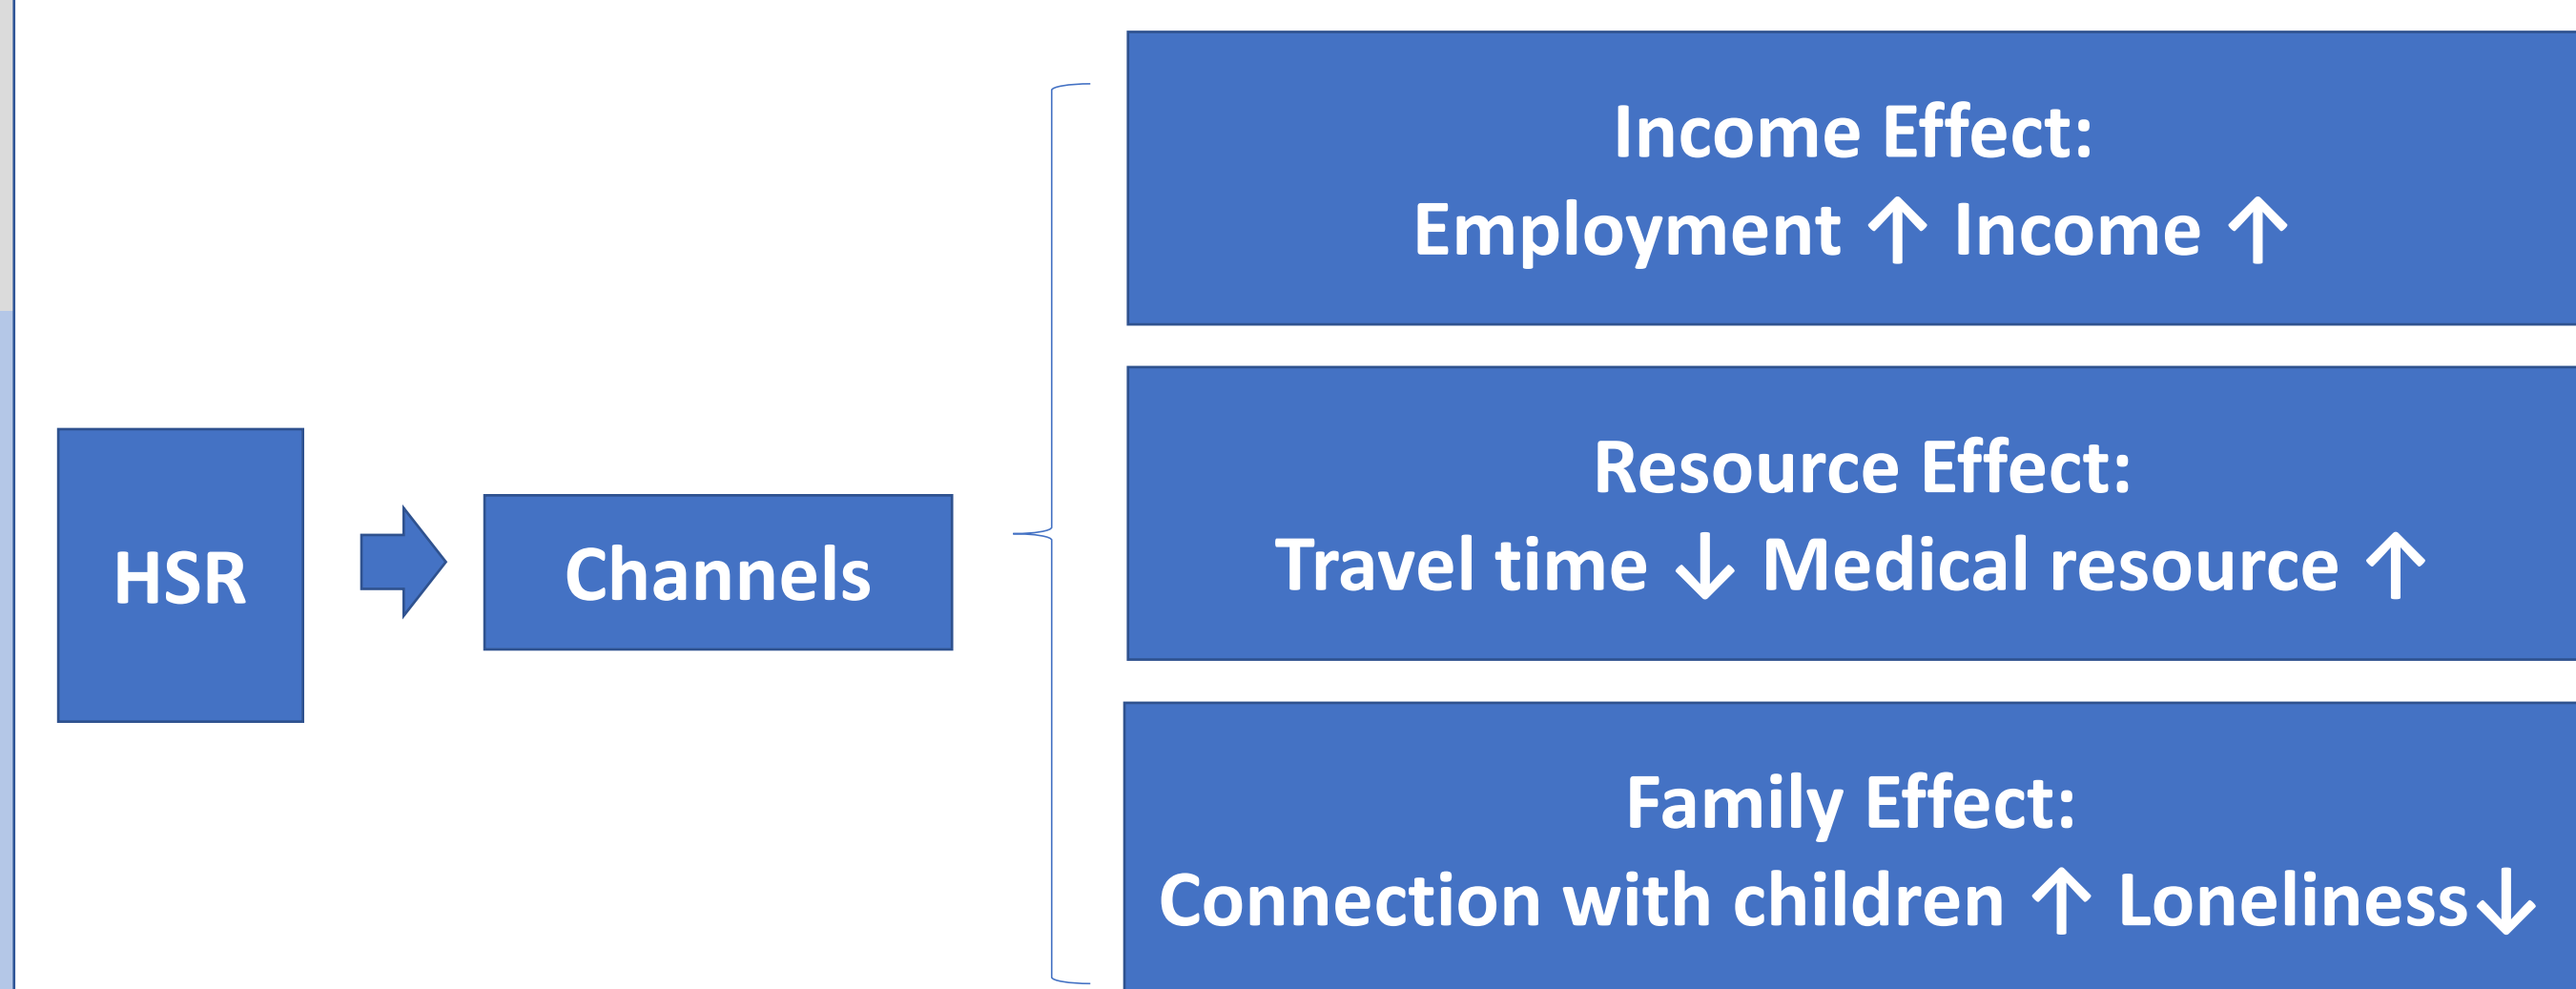 HSR
Channels
Income Effect:
Employment ↑ Income ↑
Resource Effect:
Travel time ↓ Medical resource ↑
Family Effect:
Connection with children ↑ Loneliness↓